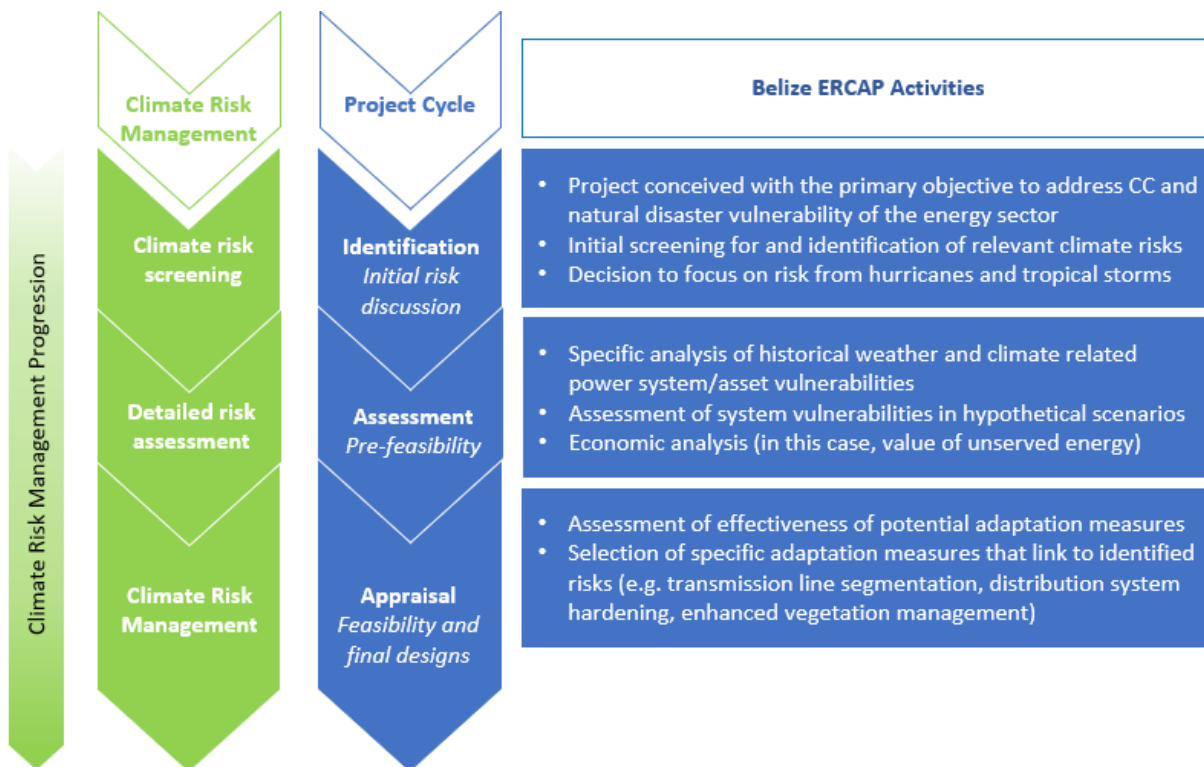 Climate Risk
Management
Project Cycle
Belize ERCAP Activities
Climate Risk Management Progression
Climate risk
screening
Identification
Initial risk
discussion
• Project conceived with the primary objective to address CC and
natural disaster vulnerability of the energy sector
• Initial screening for and identification of relevant climate risks
• Decision to focus on risk from hurricanes and tropical storms
Detailed risk
assessment
Assessment
Pre-feasibility
• Specific analysis of historical weather and climate related
power system/asset vulnerabilities
• Assessment of system vulnerabilities in hypothetical scenarios
• Economic analysis (in this case, value of unserved energy)
Climate Risk
Management
Appraisal
Feasibility and
final designs
• Assessment of effectiveness of potential adaptation measures
• Selection of specific adaptation measures that link to identified
risks (e.g. transmission line segmentation, distribution system
hardening, enhanced vegetation management)